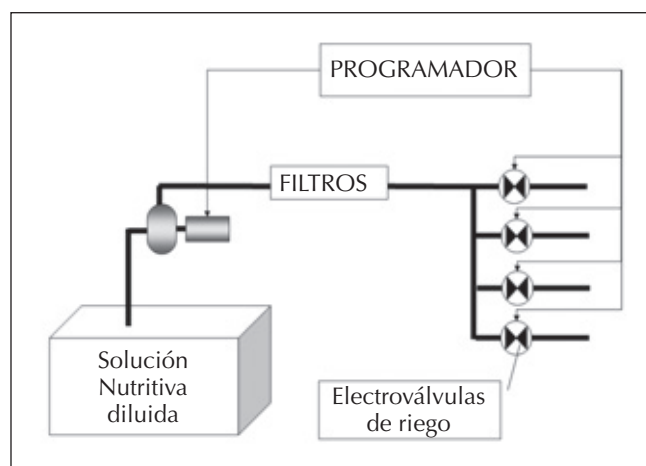 PROGRAMADOR
FILTROS
Solución
Nutritiva
diluida
Electroválvulas
de riego